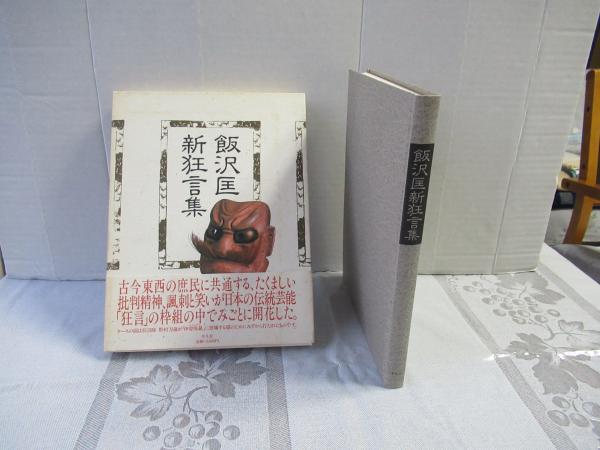 飯沢匡
新狂言集
古今東西の庶民に共通する、たくましい
批判精神、諷刺と笑いが日本の伝統芸能
「狂言」の枠組の中でみごとに開花した。
飯沢匡新狂言集